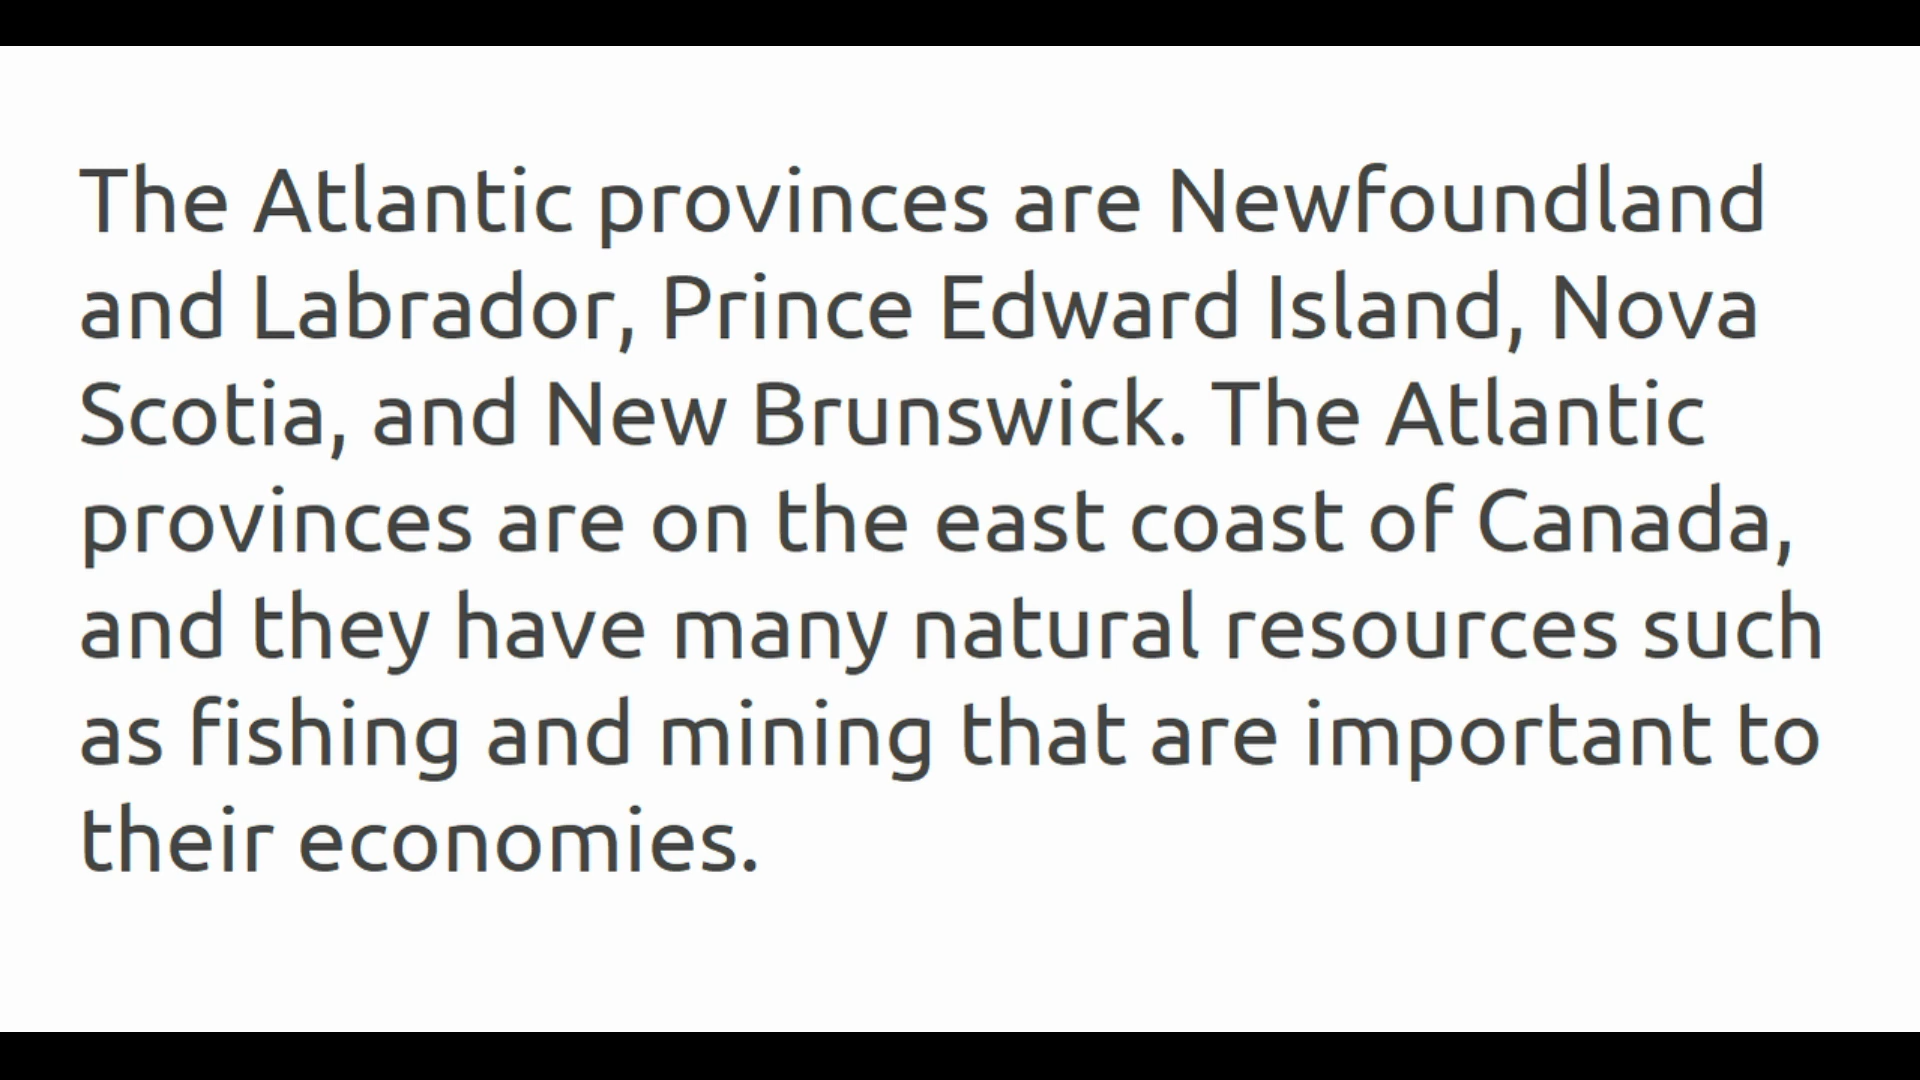 The Atlantic provinces are Newfoundland
and Labrador, Prince Edward Island, Nova
Scotia, and New Brunswick. The Atlantic
provinces are on the east coast of Canada,
and they have many natural resources such
as fishing and mining that are important to
their economies.